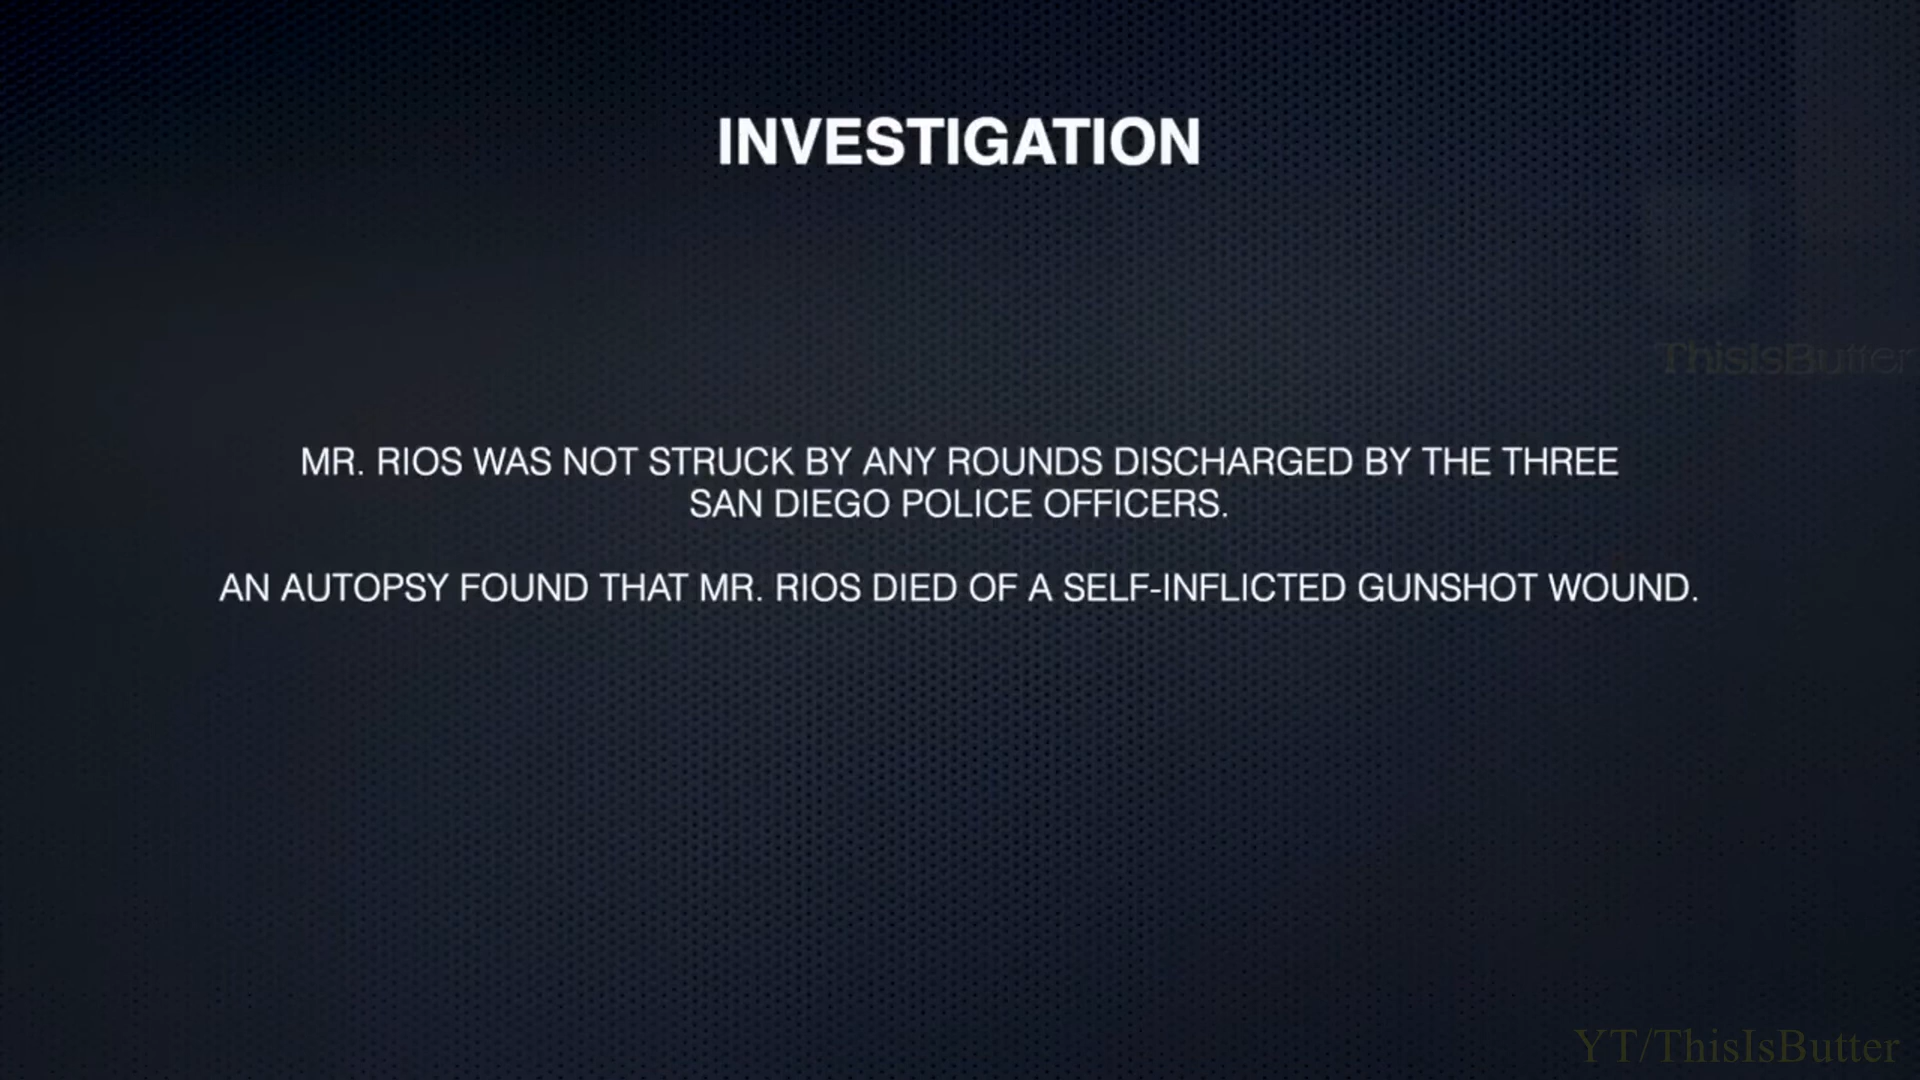 INVESTIGATION
ThisIsButter
MR. RIOS WAS NOT STRUCK BY ANY ROUNDS DISCHARGED BY THE THREE
SAN DIEGO POLICE OFFICERS.
AN AUTOPSY FOUND THAT MR. RIOS DIED OF A SELF-INFLICTED GUNSHOT WOUND.
YT/ThisIsButter